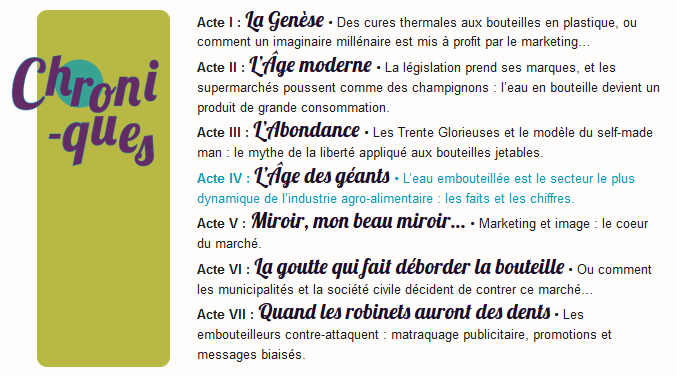 Chroni
-ques
Acte I : La Genèse • Des cures thermales aux bouteilles en plastique, ou
comment un imaginaire millénaire est mis à profit par le marketing...
Acte II : L'Âge moderne • La législation prend ses marques, et les
supermarchés poussent comme des champignons : l'eau en bouteille devient un
produit de grande consommation.
Acte III : L'Abondance • Les Trente Glorieuses et le modèle du self-made
man : le mythe de la liberté appliqué aux bouteilles jetables.
Acte IV : L'Âge des géants • L'eau embouteillée est le secteur le plus
dynamique de l'industrie agro-alimentaire : les faits et les chiffres.
Acte V : Miroir, mon beau miroir... • Marketing et image : le coeur
du marché.
Acte VI : La goutte qui fait déborder la bouteille • Ou comment
les municipalités et la société civile décident de contrer ce marché...
Acte VII : Quand les robinets auront des dents • Les
embouteilleurs contre-attaquent : matraquage publicitaire, promotions et
messages biaisés.